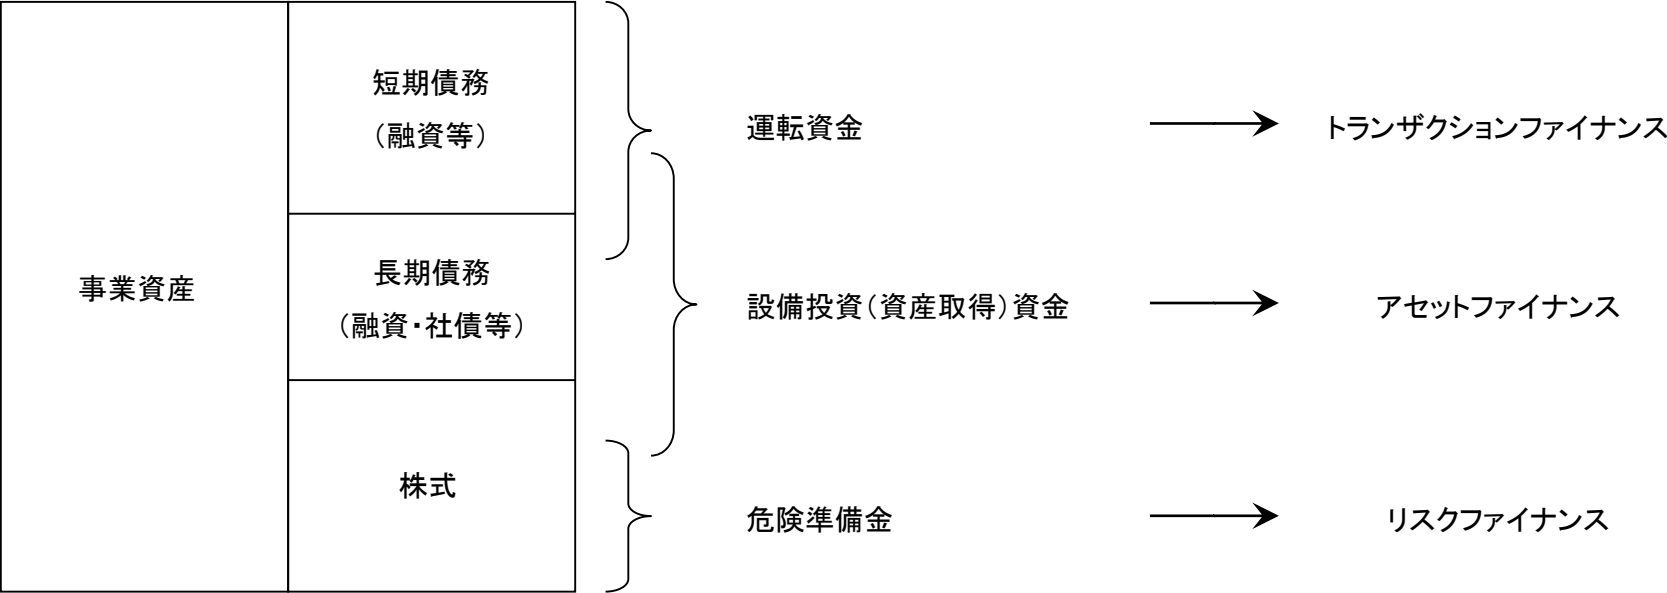 事業資産
短期債務
（融資等）
長期債務
（融資・社債等）
株式
運転資金
トランザクションファイナンス
設備投資（資産取得）資金
アセットファイナンス
危険準備金
リスクファイナンス